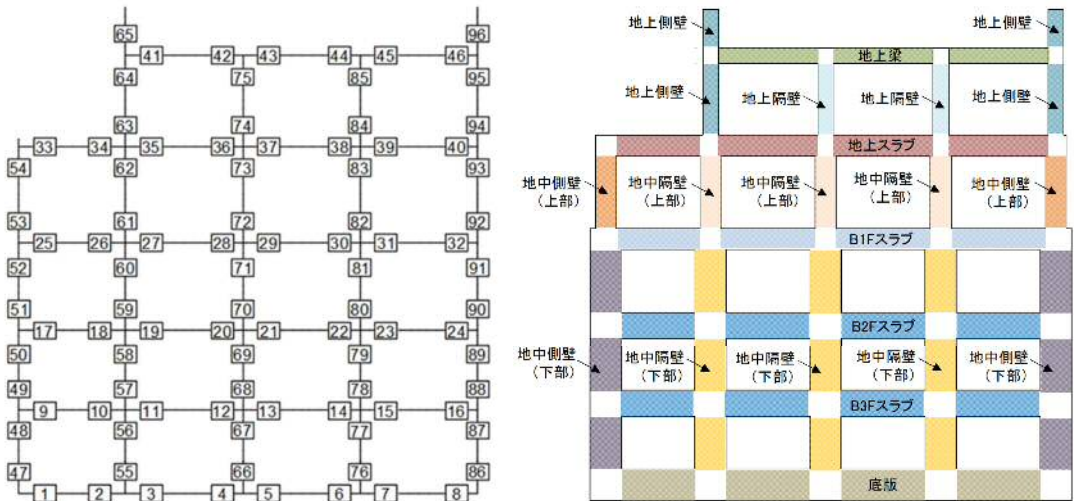 65 96
41 42 43 44 45 46
64 75 85 95
63 74 84 94
33 34 35 36 37 38 39 40
54 62 73 83 93
53 61 72 82 92
25 26 27 28 29 30 31 32
52 60 71 81 91
51 59 70 80 90
17 18 19 20 21 22 23 24
50 58 69 79 89
49 57 68 78 88
9 10 11 12 13 14 15 16
48 56 67 77 87
47 55 66 76 86
1 2 3 4 5 6 7 8
地上側壁 地上側壁
地上梁
地上側壁 地上隔壁 地上隔壁 地上側壁
地上スラブ
地中側壁 地中隔壁 地中隔壁 地中隔壁 地中側壁
(上部) (上部) (上部) (上部) (上部)
B1Fスラブ
B2Fスラブ
地中側壁 地中隔壁 地中隔壁 地中隔壁 地中側壁
(下部) (下部) (下部) (下部) (下部)
B3Fスラブ
底版